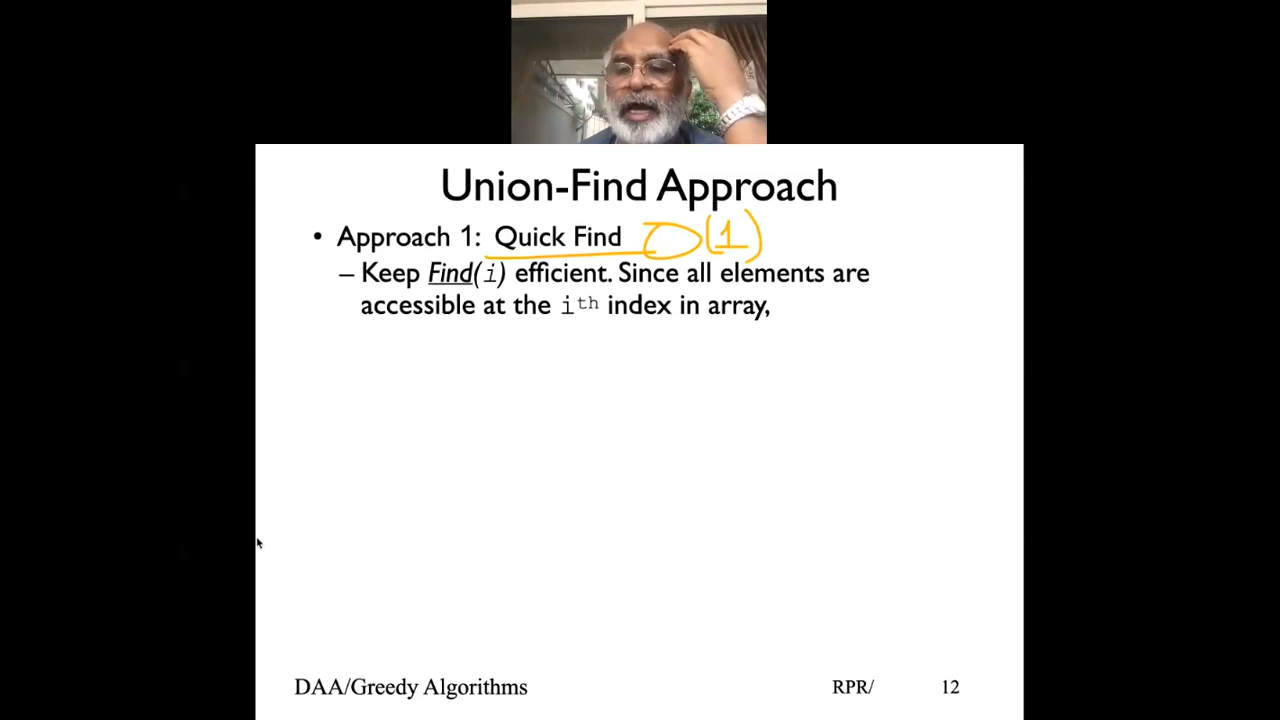 Union-Find Approach
• Approach 1: Quick Find O(1)
– Keep Find(i) efficient. Since all elements are
accessible at the ith index in array,
DAA/Greedy Algorithms RPR/ 12